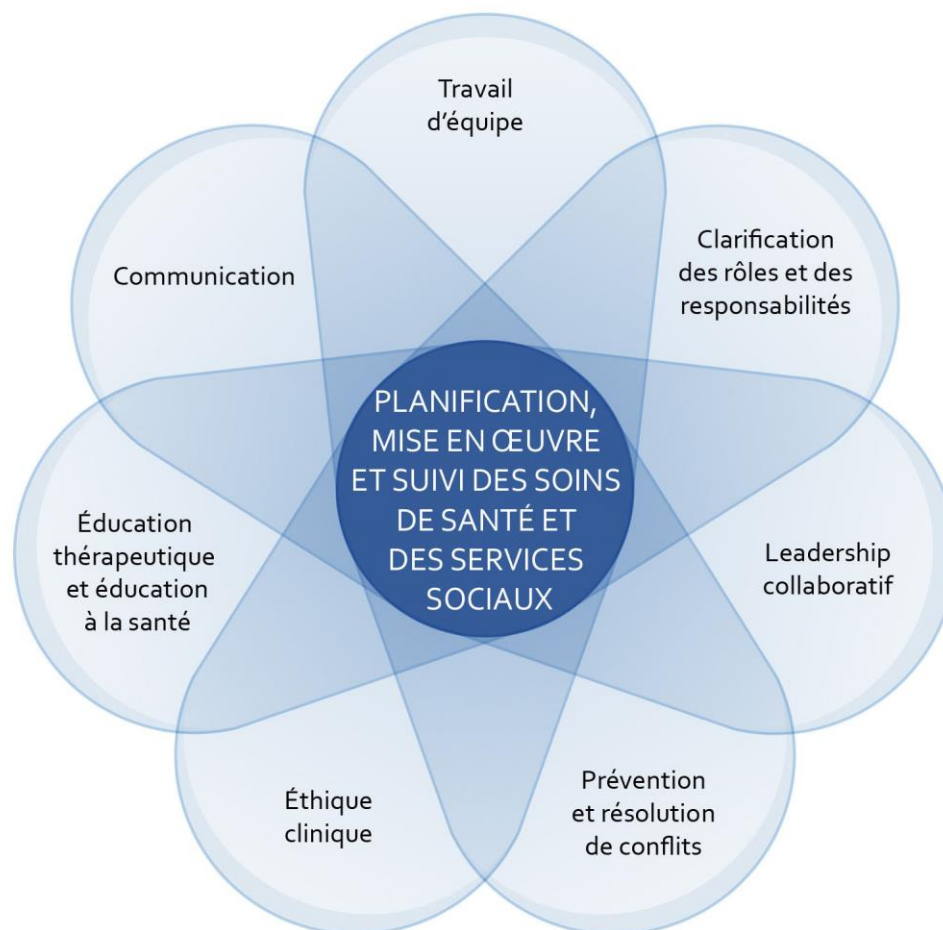 Travail
d'équipe
Clarification
des rôles et des
responsabilités
Leadership
collaboratif
Prévention
et résolution
de conflits
Éthique
clinique
Éducation
thérapeutique
et éducation
à la santé
Communication
PLANIFICATION,
MISE EN ŒUVRE
ET SUIVI DES SOINS
DE SANTÉ ET
DES SERVICES
SOCIAUX